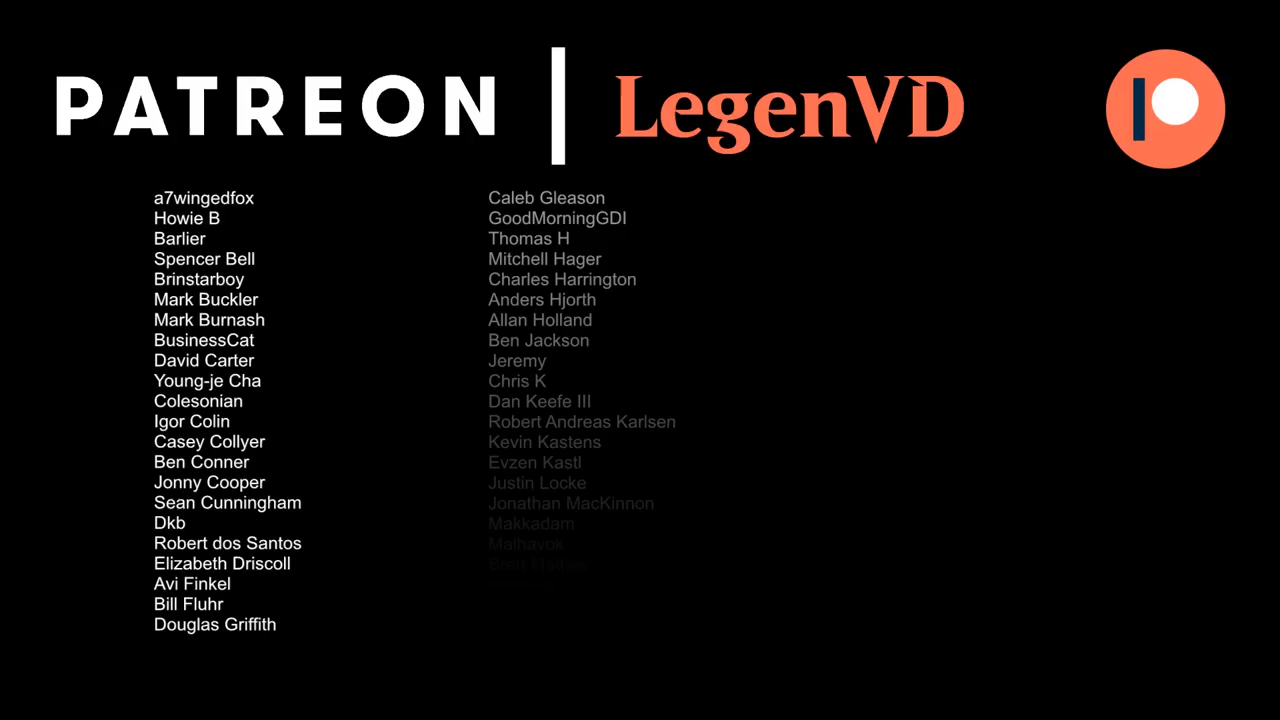 PATREON | LegenVD
a7wingedfox
Howie B
Barlier
Spencer Bell
Brinstarboy
Mark Buckler
Mark Burnash
BusinessCat
David Carter
Young-je Cha
Colesonian
Igor Colin
Casey Collyer
Ben Conner
Jonny Cooper
Sean Cunningham
Dkb
Robert dos Santos
Elizabeth Driscoll
Avi Finkel
Bill Fluhr
Douglas Griffith
Caleb Gleason
GoodMorningGDI
Thomas H
Mitchell Hager
Charles Harrington
Anders Hjorth
Allan Holland
Ben Jackson
Jeremy
Chris K
Dan Keefe III
Robert Andreas Karlsen
Kevin Kastens
Evzen Kastl
Justin Locke
Jonathan MacKinnon
Makkadam
Malhavok
Brett